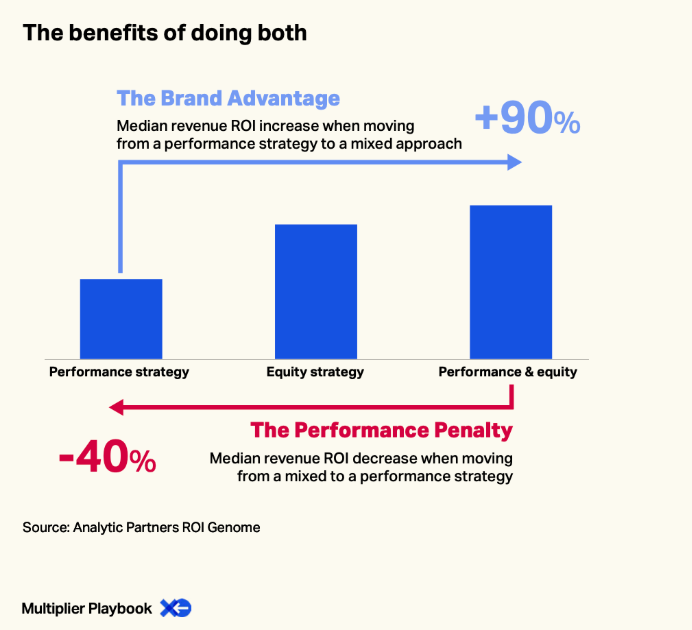 The benefits of doing both
The Brand Advantage
+90%
Median revenue ROI increase when moving
from a performance strategy to a mixed approach
Performance strategy
Equity strategy
Performance & equity
-40%
The Performance Penalty
Median revenue ROI decrease when moving
from a mixed to a performance strategy
Source: Analytic Partners ROI Genome
Multiplier Playbook